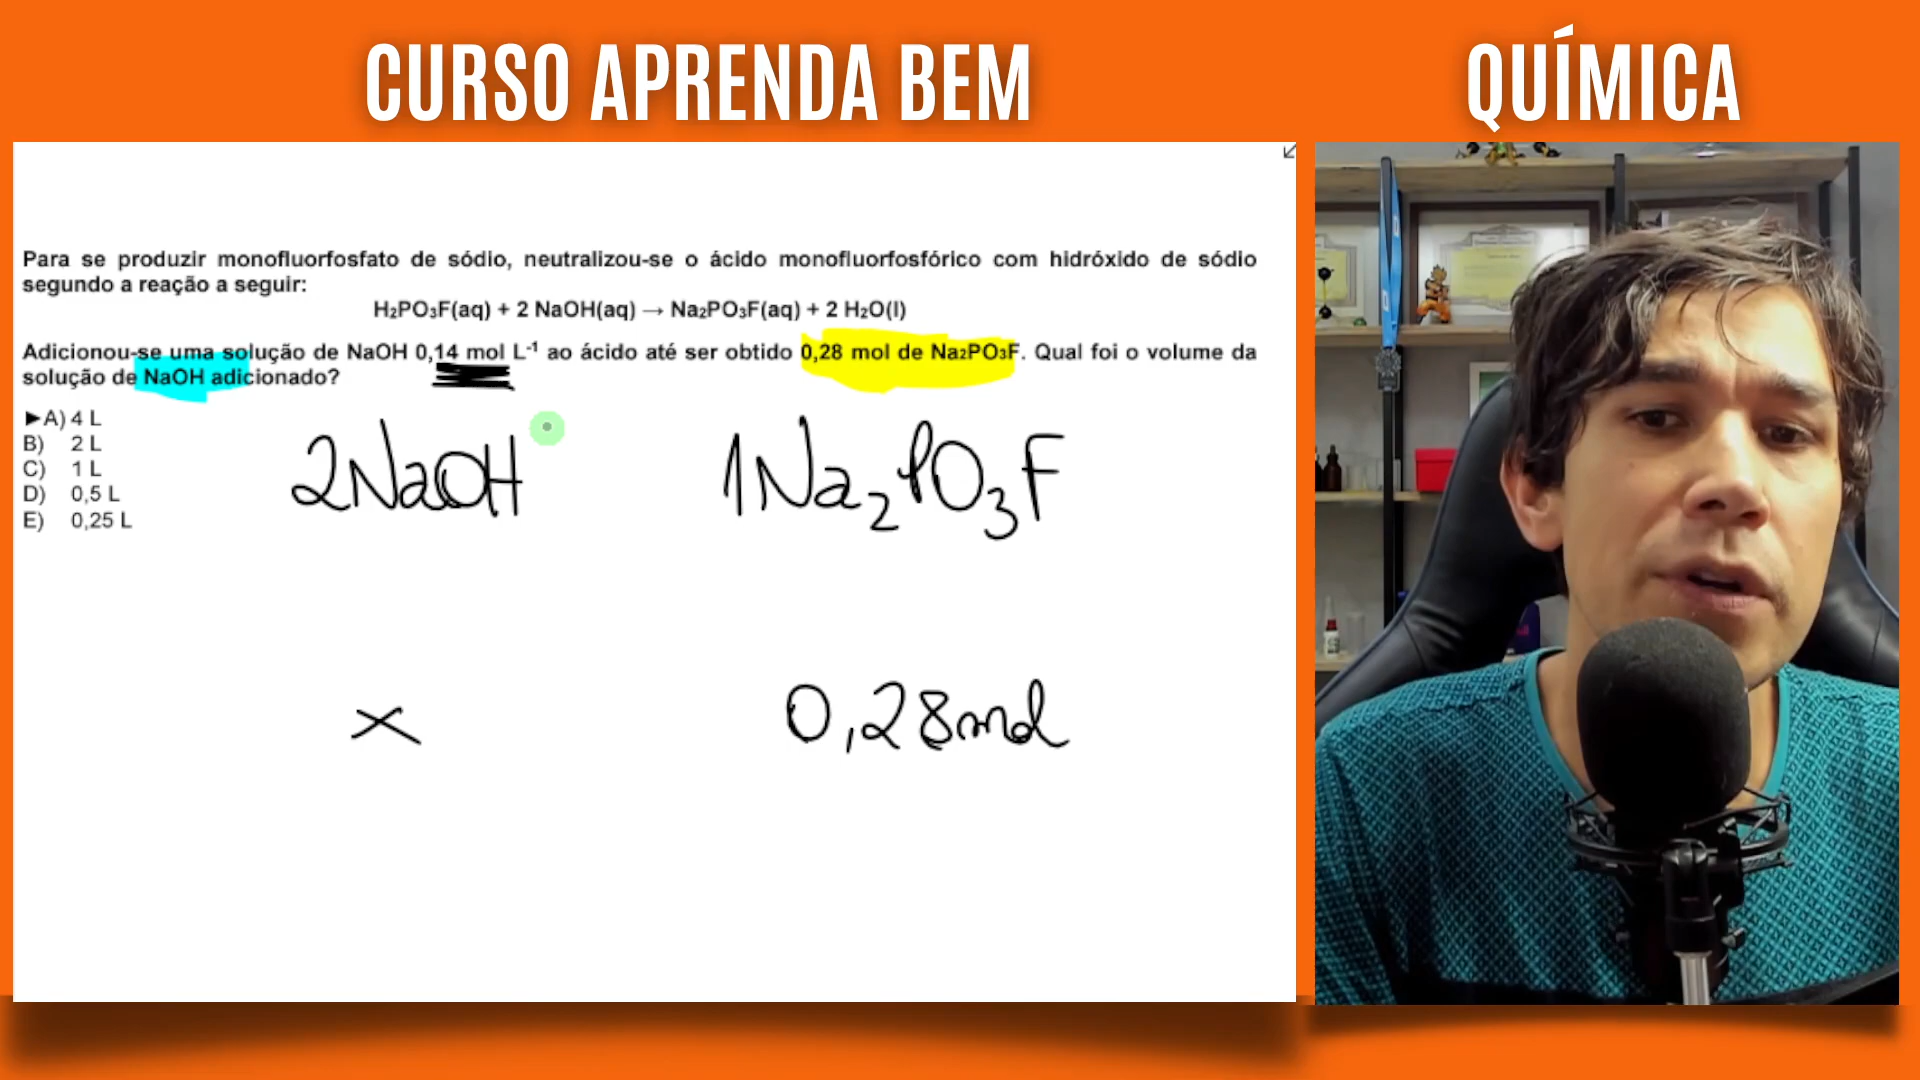 CURSO APRENDA BEM
QUÍMICA
Para se produzir monofluorfosfato de sódio, neutralizou-se o ácido monofluorfosfórico com hidróxido de sódio
segundo a reação a seguir:
H₂PO₃F(aq) + 2 NaOH(aq) → Na₂PO₃F(aq) + 2 H₂O(l)
Adicionou-se uma solução de NaOH 0,14 mol L⁻¹ ao ácido até ser obtido 0,28 mol de Na₂PO₃F. Qual foi o volume da
solução de NaOH adicionado?
►A) 4 L
B) 2 L
C) 1 L
D) 0,5 L
E) 0,25 L
2NaOH 1Na₂PO₃F
x 0,28mol